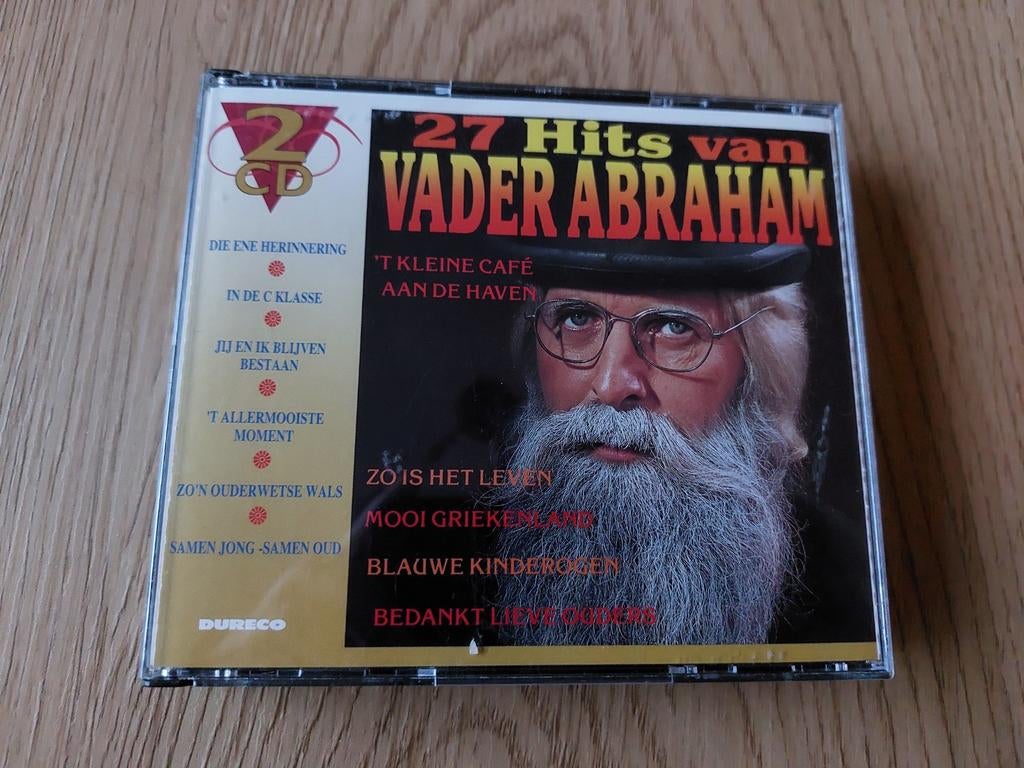 2
CD
DIE ENE HERINNERING
IN DE C KLASSE
JIJ EN IK BLIJVEN
BESTAAN
'T ALLERMOOISTE
MOMENT
ZO'N OUDERWETSE WALS
SAMEN JONG -SAMEN OUD
DURECO
27 Hits van
VADER ABRAHAM
'T KLEINE CAFÉ
AAN DE HAVEN
ZO IS HET LEVEN
MOOI GRIEKENLAND
BLAUWE KINDEROGEN
BEDANKT LIEVE OUDERS